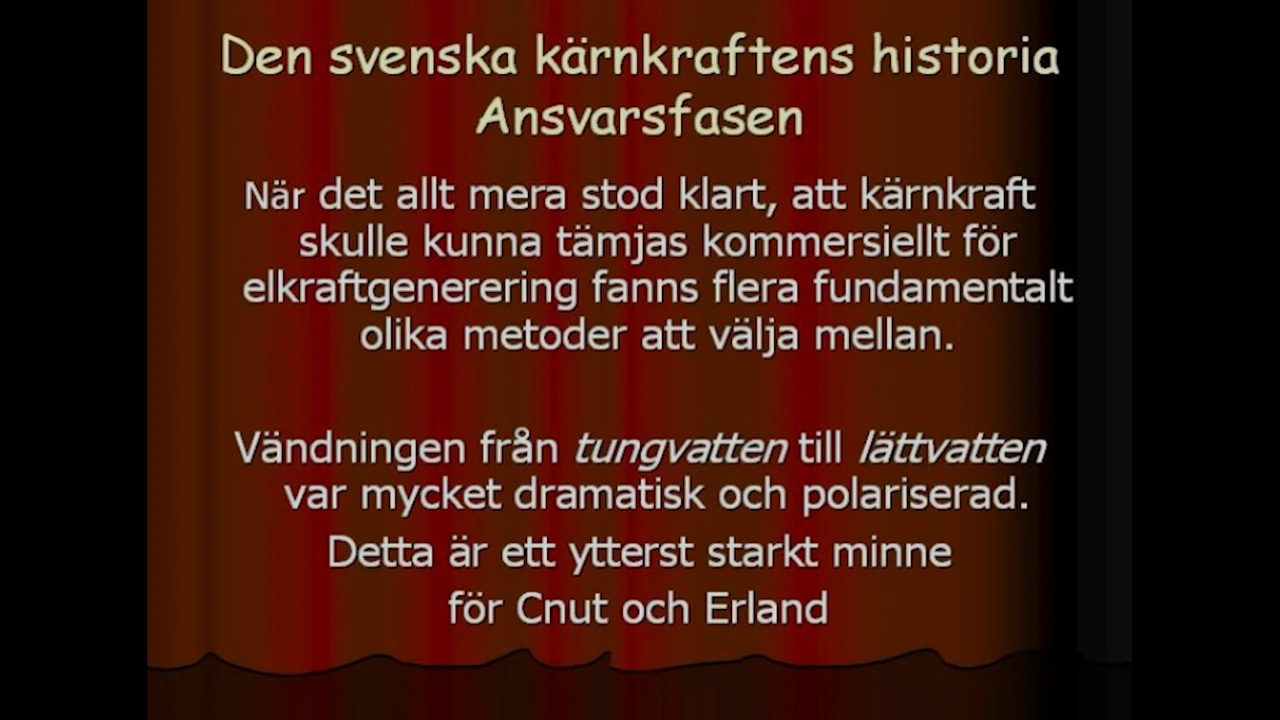 Den svenska kärnkraftens historia
Ansvarsfasen
När det allt mera stod klart, att kärnkraft
skulle kunna tämjas kommersiellt för
elkraftgenerering fanns flera fundamentalt
olika metoder att välja mellan.
Vändningen från tungvatten till lättvatten
var mycket dramatisk och polariserad.
Detta är ett ytterst starkt minne
för Cnut och Erland